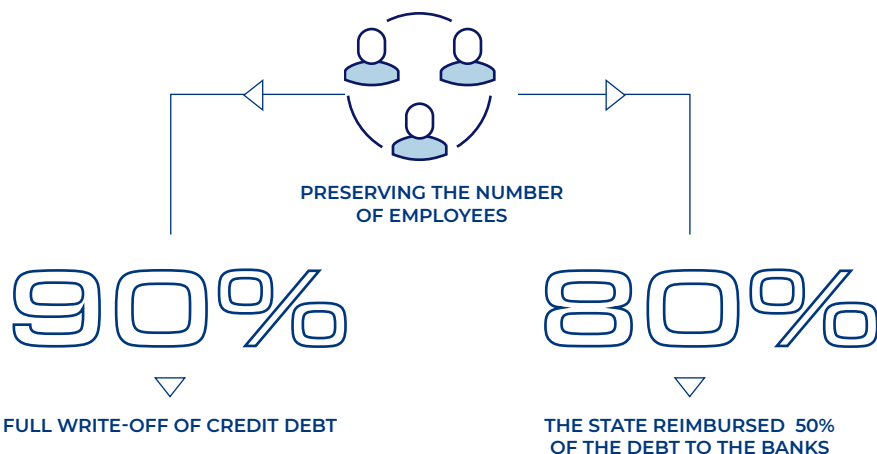 PRESERVING THE NUMBER
OF EMPLOYEES
90%
80%
FULL WRITE-OFF OF CREDIT DEBT
THE STATE REIMBURSED 50%
OF THE DEBT TO THE BANKS